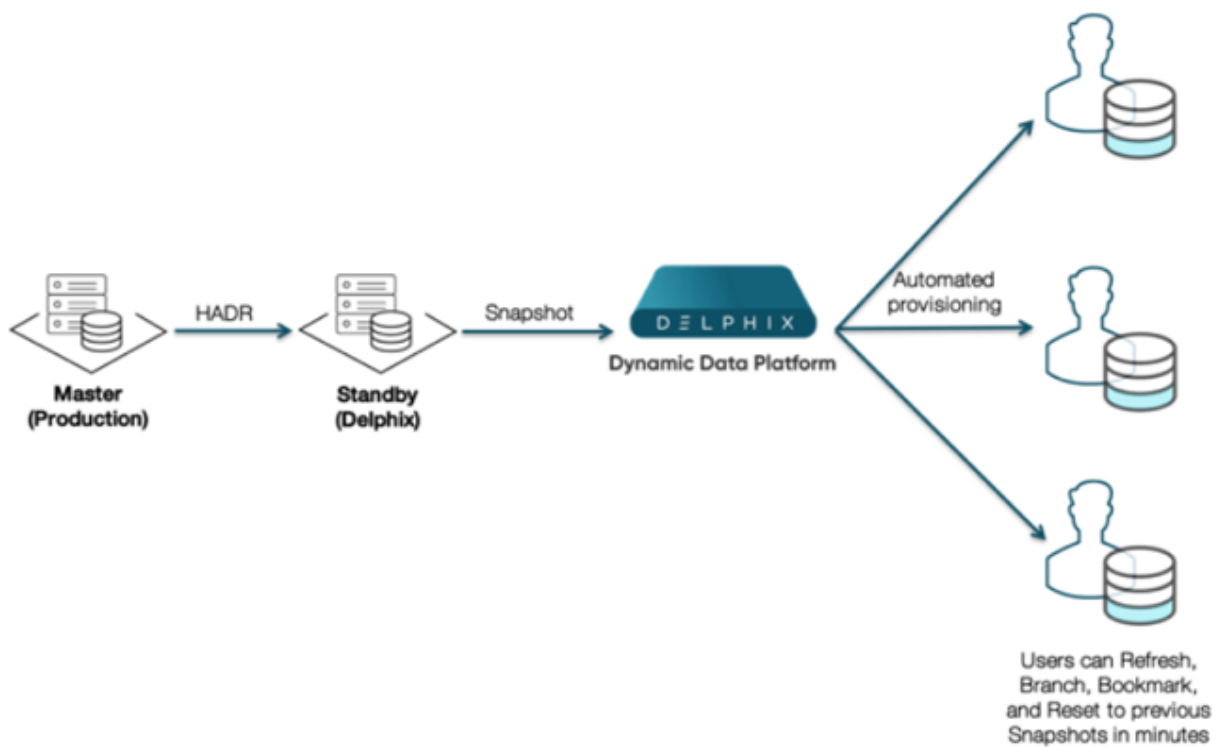 HADR
Snapshot
Automated
provisioning
DELPHIX
Dynamic Data Platform
Master
(Production)
Standby
(Delphix)
Users can Refresh,
Branch, Bookmark,
and Reset to previous
Snapshots in minutes